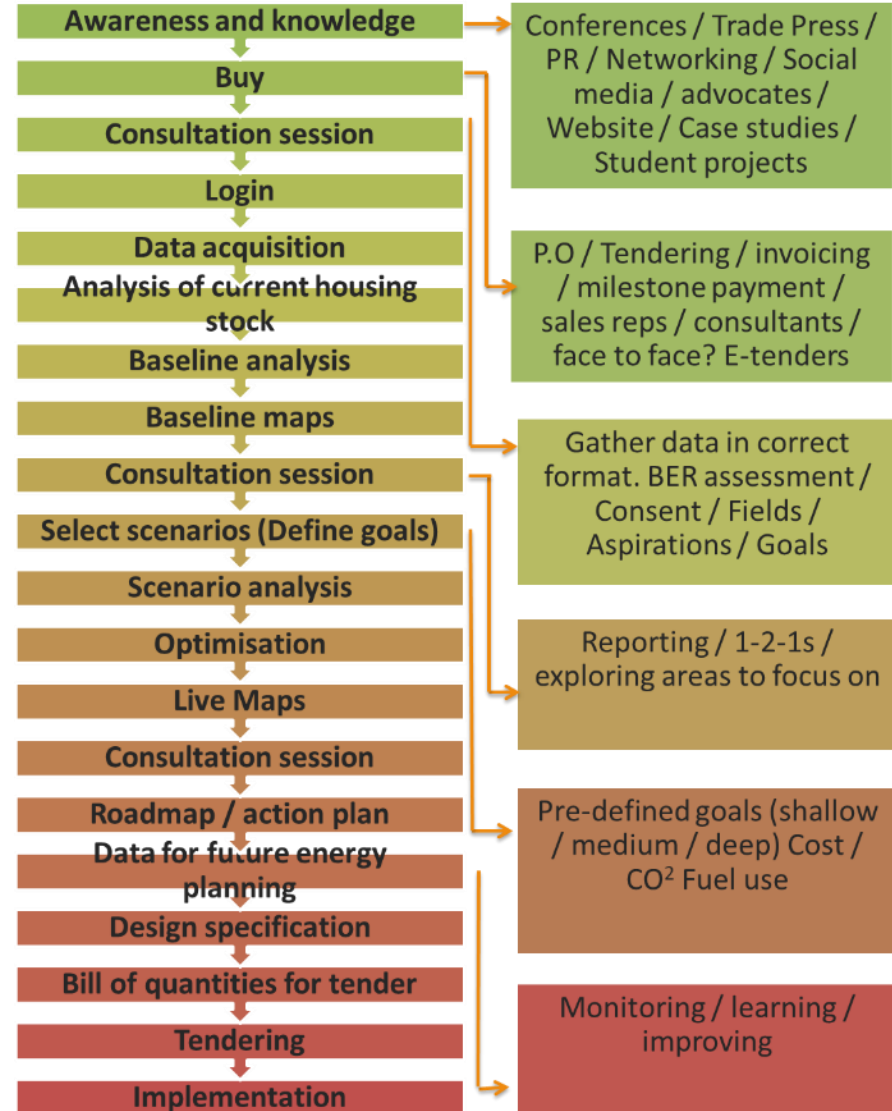 Awareness and knowledge
Buy
Consultation session
Login
Data acquisition
Analysis of current housing
stock
Baseline analysis
Baseline maps
Consultation session
Select scenarios (Define goals)
Scenario analysis
Optimisation
Live Maps
Consultation session
Roadmap / action plan
Data for future energy
planning
Design specification
Bill of quantities for tender
Tendering
Implementation
Conferences / Trade Press /
PR / Networking / Social
media / advocates /
Website / Case studies /
Student projects
P.O / Tendering / invoicing
/ milestone payment /
sales reps / consultants /
face to face? E-tenders
Gather data in correct
format. BER assessment /
Consent / Fields /
Aspirations / Goals
Reporting / 1-2-1s /
exploring areas to focus on
Pre-defined goals (shallow
/ medium / deep) Cost /
CO² Fuel use
Monitoring / learning /
improving